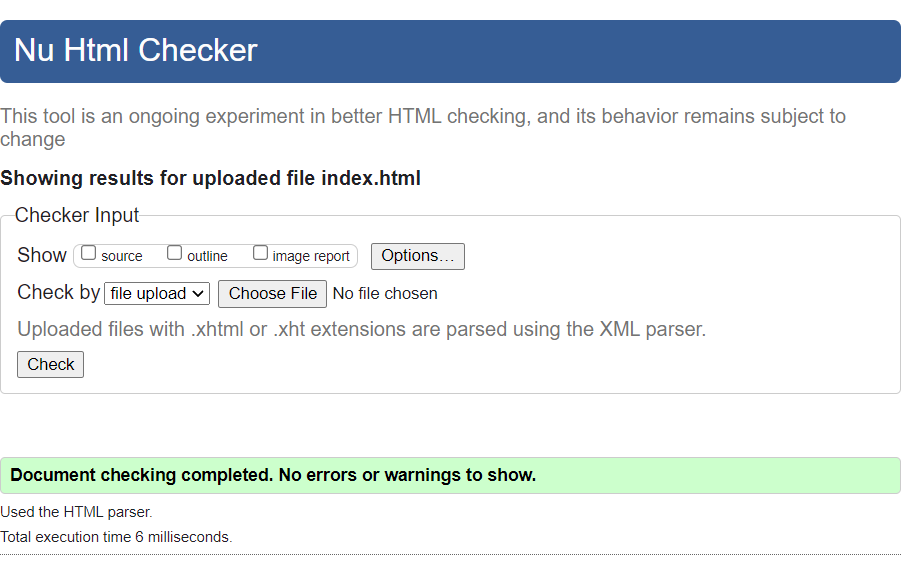 Nu Html Checker
This tool is an ongoing experiment in better HTML checking, and its behavior remains subject to
change
Showing results for uploaded file index.html
Checker Input
Show source outline image report Options...
Check by file upload Choose File No file chosen
Uploaded files with .xhtml or .xht extensions are parsed using the XML parser.
Check
Document checking completed. No errors or warnings to show.
Used the HTML parser.
Total execution time 6 milliseconds.